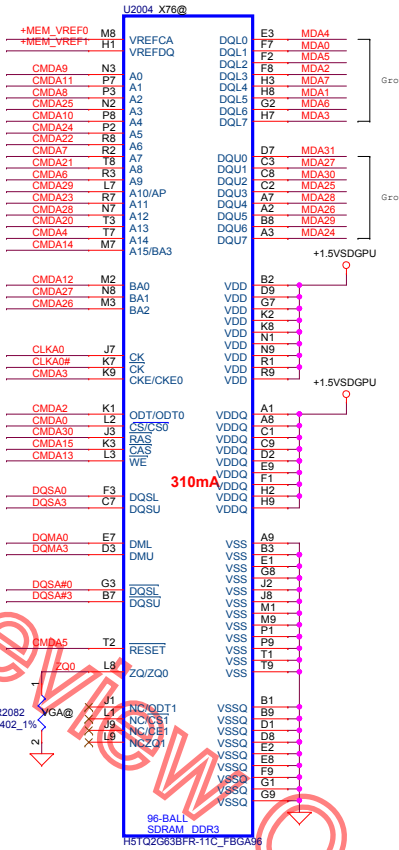 U2004 X76@
+MEM_VREF0 M8 VREFCA DQL0 E3 MDA4
+MEM_VREF1 H1 VREFDQ DQL1 F7 MDA0
DQL2 F2 MDA5
CMDA9 N3 A0 DQL3 F8 MDA2
CMDA11 P7 A1 DQL4 H3 MDA7
CMDA8 P3 A2 DQL5 H8 MDA1
CMDA25 N2 A3 DQL6 G2 MDA6
CMDA10 P8 A4 DQL7 H7 MDA3
CMDA24 P2 A5
CMDA22 R8 A6
CMDA7 R2 A7 DQU0 D7 MDA31
CMDA21 T8 A8 DQU1 C3 MDA27
CMDA6 R3 A9 DQU2 C8 MDA30
CMDA29 L7 A10/AP DQU3 C2 MDA25
CMDA23 R7 A11 DQU4 A7 MDA28
CMDA28 N7 A12 DQU5 A2 MDA26
CMDA20 T3 A13 DQU6 B8 MDA29
CMDA4 T7 A14 DQU7 A3 MDA24
CMDA14 M7 A15/BA3
Gro
Gro
+1.5VSDGPU
CMDA12 M2 BA0 VDD B2
CMDA27 N8 BA1 VDD D9
CMDA26 M3 BA2 VDD G7
VDD K2
VDD K8
VDD N1
CLKA0 J7 CK VDD N9
CLKA0# K7 CK VDD R1
CMDA3 K9 CKE/CKE0 VDD R9
+1.5VSDGPU
CMDA2 K1 ODT/ODT0 VDDQ A1
CMDA0 L2 CS/CS0 VDDQ A8
CMDA30 J3 RAS VDDQ C1
CMDA15 K3 CAS VDDQ C9
CMDA13 L3 WE VDDQ D2
VDDQ E9
310mA VDDQ F1
DQSA0 F3 DQSL VDDQ H2
DQSA3 C7 DQSU VDDQ H9
DQMA0 E7 DML VSS A9
DQMA3 D3 DMU VSS B3
VSS E1
VSS G8
DQSA#0 G3 DQSL VSS J2
DQSA#3 B7 DQSU VSS J8
VSS M1
VSS M9
VSS P1
CMDA5 T2 RESET VSS P9
VSS T1
ZQ0 L8 ZQ/ZQ0 VSS T9
J1 NC/ODT1 VSSQ B1
L1 NC/CS1 VSSQ B9
J9 NC/CE1 VSSQ D1
L9 NCZQ1 VSSQ D8
VSSQ E2
VSSQ E8
VSSQ F9
VSSQ G1
VSSQ G9
1
2082 VGA@
402_1%
2
96-BALL
SDRAM DDR3
H5TQ2G63BFR-11C_FBGA96
eview